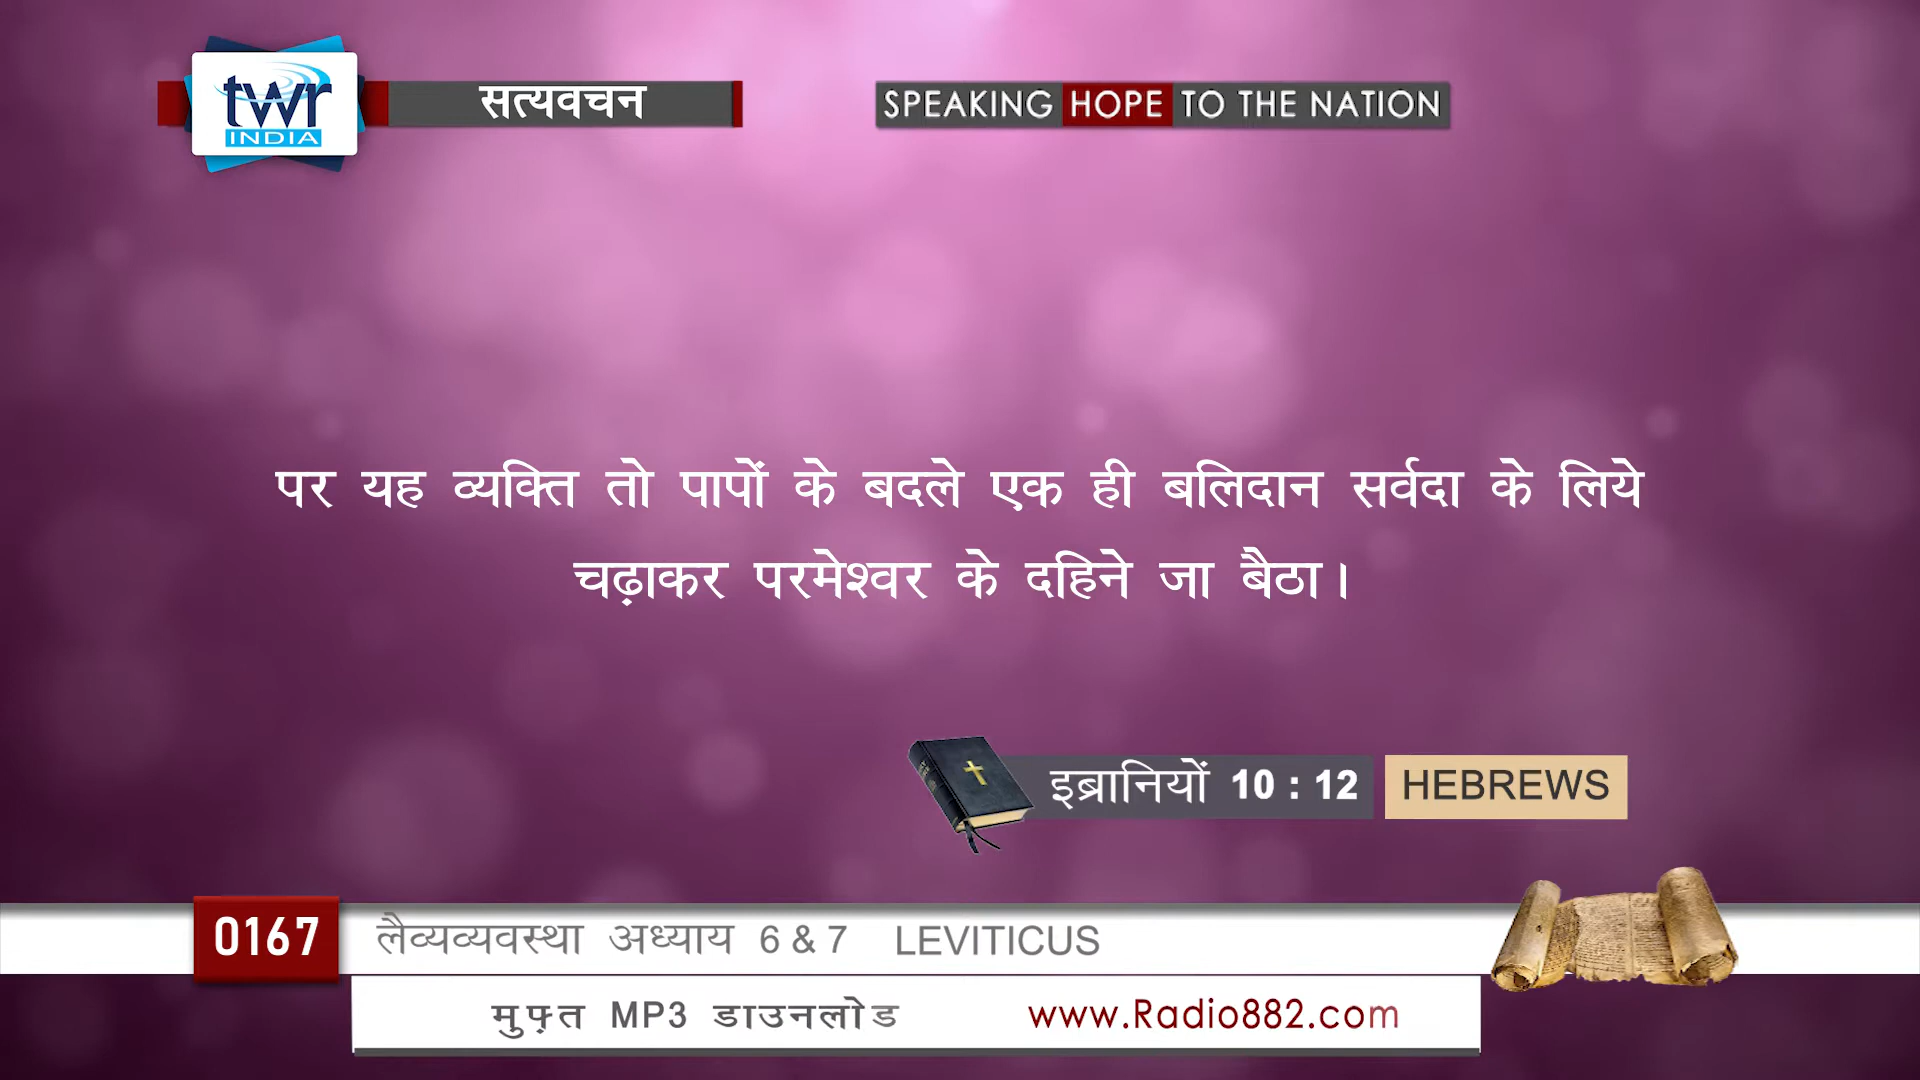 twr
INDIA
सत्यवचन
SPEAKING HOPE TO THE NATION
पर यह व्यक्ति तो पापों के बदले एक ही बलिदान सर्वदा के लिये
चढ़ाकर परमेश्वर के दहिने जा बैठा।
इब्रानियों 10 : 12 HEBREWS
0167 लैव्यव्यवस्था अध्याय 6 & 7 LEVITICUS
मुफ़्त MP3 डाउनलोड www.Radio882.com